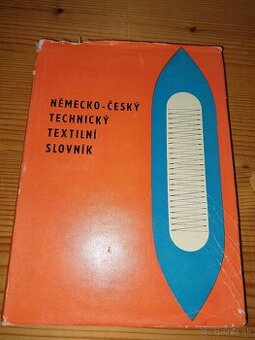 NĚMECKO-ČESKÝ
TECHNICKÝ
TEXTILNÍ
SLOVNÍK